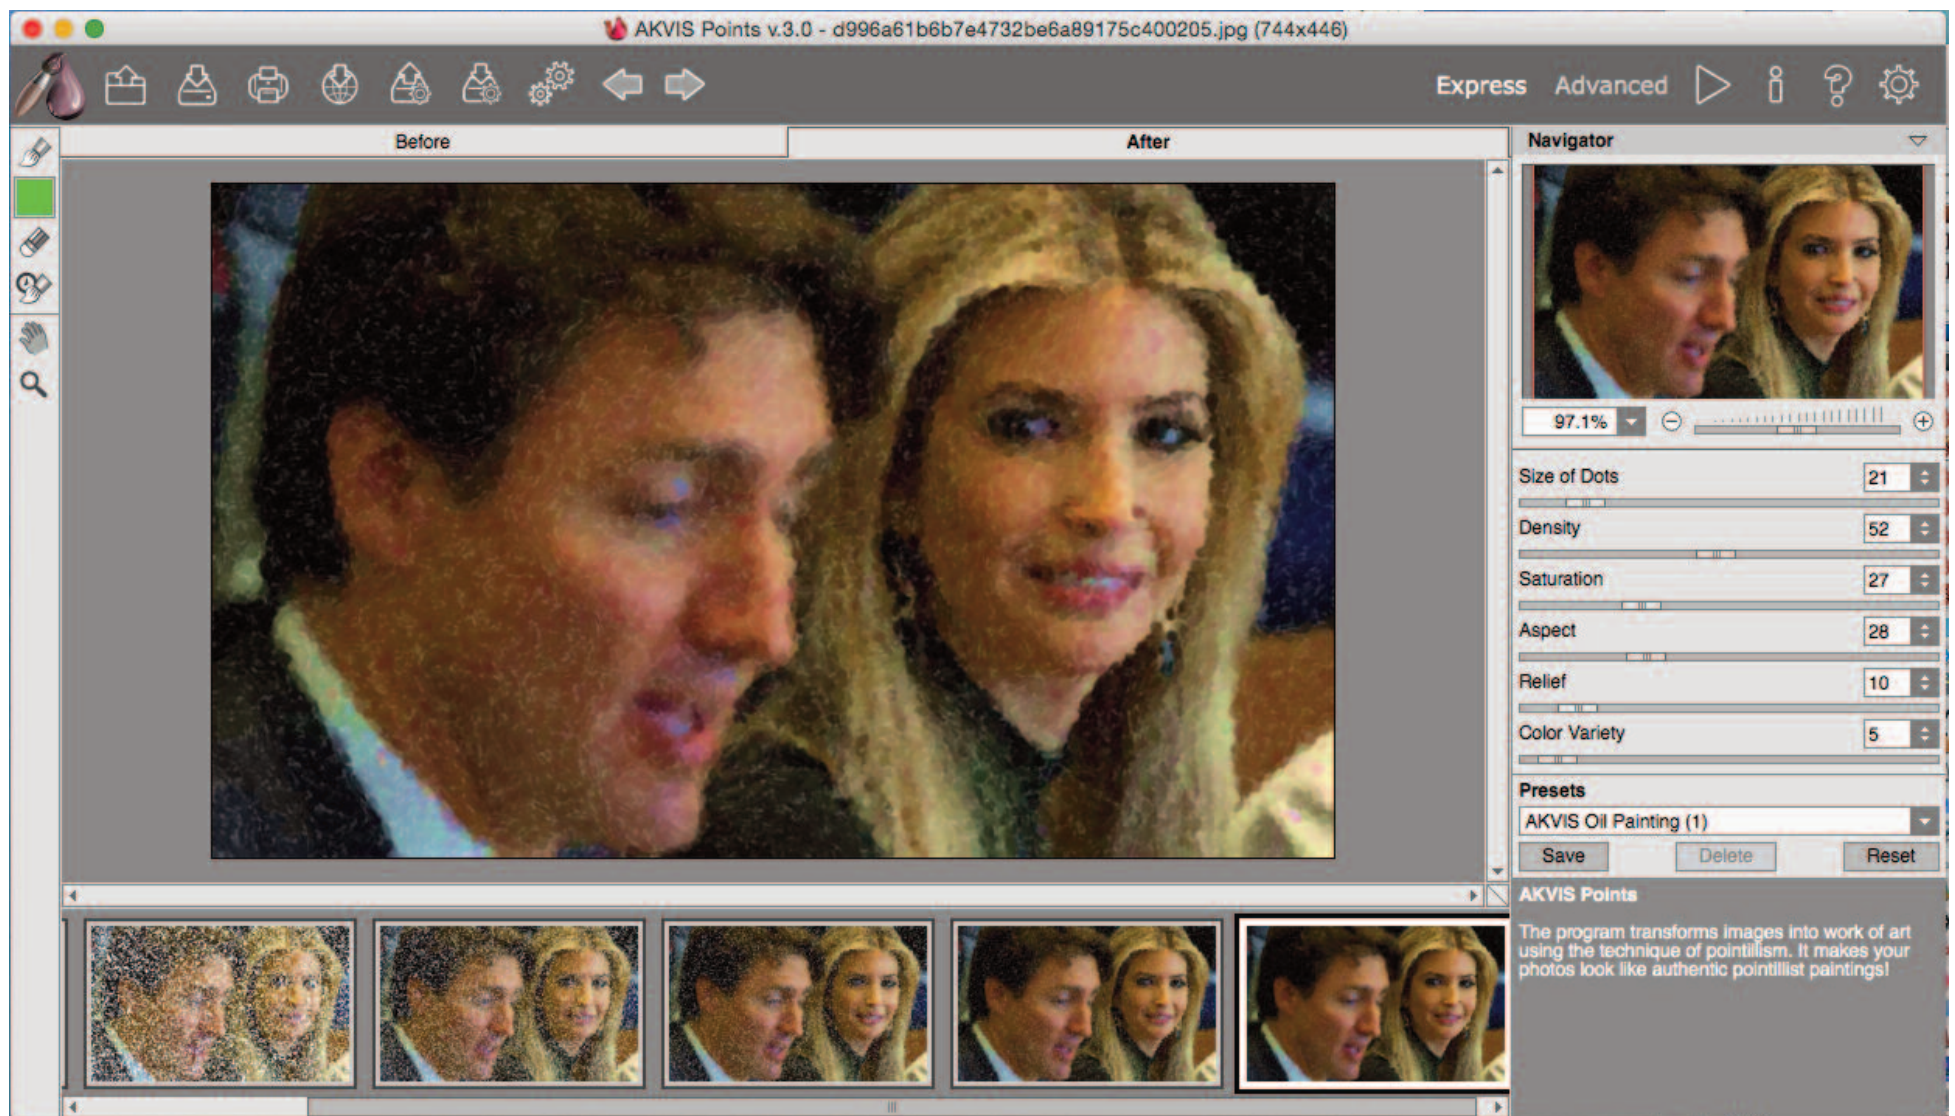 AKVIS Points v.3.0 - d996a61b6b7e4732be6a89175c400205.jpg (744x446)
Express Advanced
Before After
Navigator
97.1%
Size of Dots 21
Density 52
Saturation 27
Aspect 28
Relief 10
Color Variety 5
Presets
AKVIS Oil Painting (1)
Save Delete Reset
AKVIS Points
The program transforms images into work of art
using the technique of pointillism. It makes your
photos look like authentic pointillist paintings!